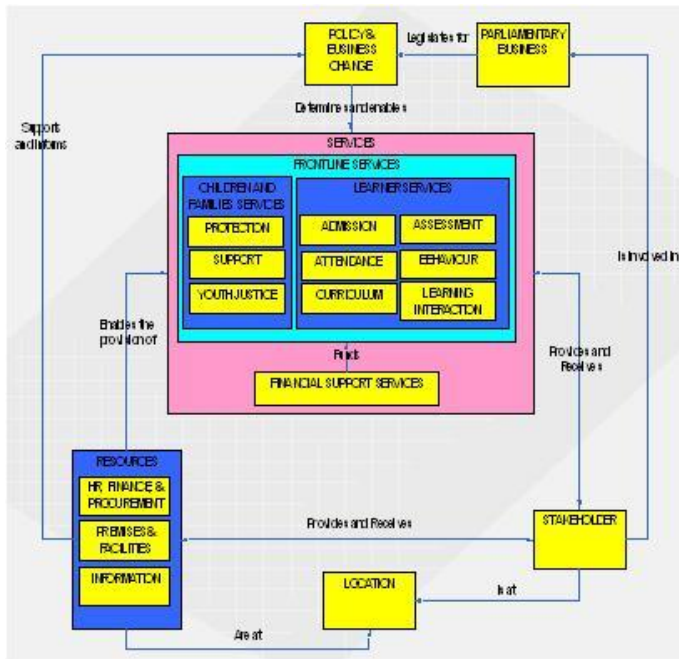 POLICY &
BUSINESS
CHANGE
Legislates for
PARLIAMENTARY
BUSINESS
Determines and enables
Supports
and informs
SERVICES
FRONTLINE SERVICES
CHILDREN AND
FAMILIES SERVICES
PROTECTION
SUPPORT
YOUTH JUSTICE
LEARNER SERVICES
ADMISSION
ASSESSMENT
ATTENDANCE
BEHAVIOUR
CURRICULUM
LEARNING
INTERACTION
Is Involved in
Enables the
provision of
Funds
FINANCIAL SUPPORT SERVICES
Provides and
Receives
RESOURCES
HR, FINANCE, &
PROCUREMENT
PREMISES &
FACILITIES
INFORMATION
Provides and Receives
STAKEHOLDER
LOCATION
Is at
Are at